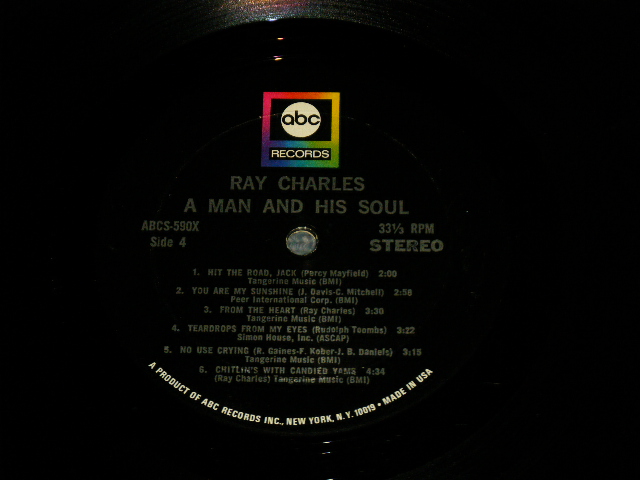 abc
RECORDS
RAY CHARLES
A MAN AND HIS SOUL
ABCS-590X
Side 4
33⅓ RPM
STEREO
1. HIT THE ROAD, JACK (Percy Mayfield) 2:00
Tangerine Music (BMI)
2. YOU ARE MY SUNSHINE (J. Davis-C. Mitchell) 2:58
Peer International Corp. (BMI)
3. FROM THE HEART (Ray Charles) 3:30
Tangerine Music (BMI)
4. TEARDROPS FROM MY EYES (Rudolph Toombs) 3:22
Simon House, Inc. (ASCAP)
5. NO USE CRYING (R. Gaines-F. Kober-J. B. Daniels) 3:15
Tangerine Music (BMI)
6. CHITLIN'S WITH CANDIED YAMS 4:34
(Ray Charles) Tangerine Music (BMI)
A PRODUCT OF ABC RECORDS INC., NEW YORK, N.Y. 10019 • MADE IN USA